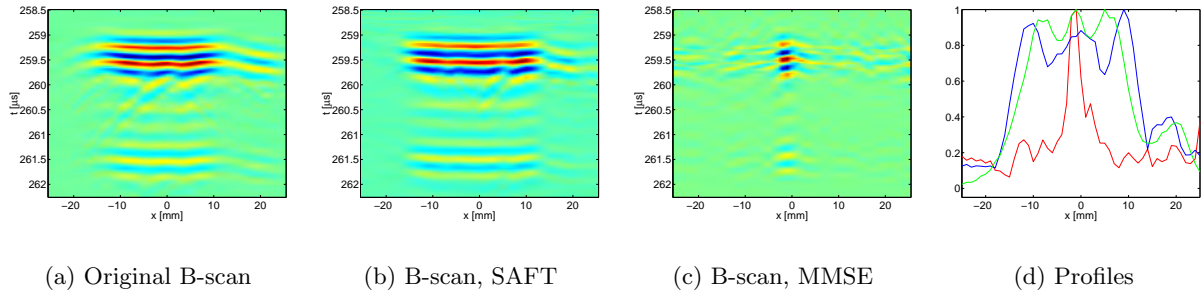 258.5
259
259.5
260
260.5
261
261.5
262
t [µs]
−20 −10 0 10 20
x [mm]
258.5
259
259.5
260
260.5
261
261.5
262
t [µs]
−20 −10 0 10 20
x [mm]
258.5
259
259.5
260
260.5
261
261.5
262
t [µs]
−20 −10 0 10 20
x [mm]
1
0.8
0.6
0.4
0.2
0
−20 −10 0 10 20
x [mm]
(a) Original B-scan
(b) B-scan, SAFT
(c) B-scan, MMSE
(d) Profiles